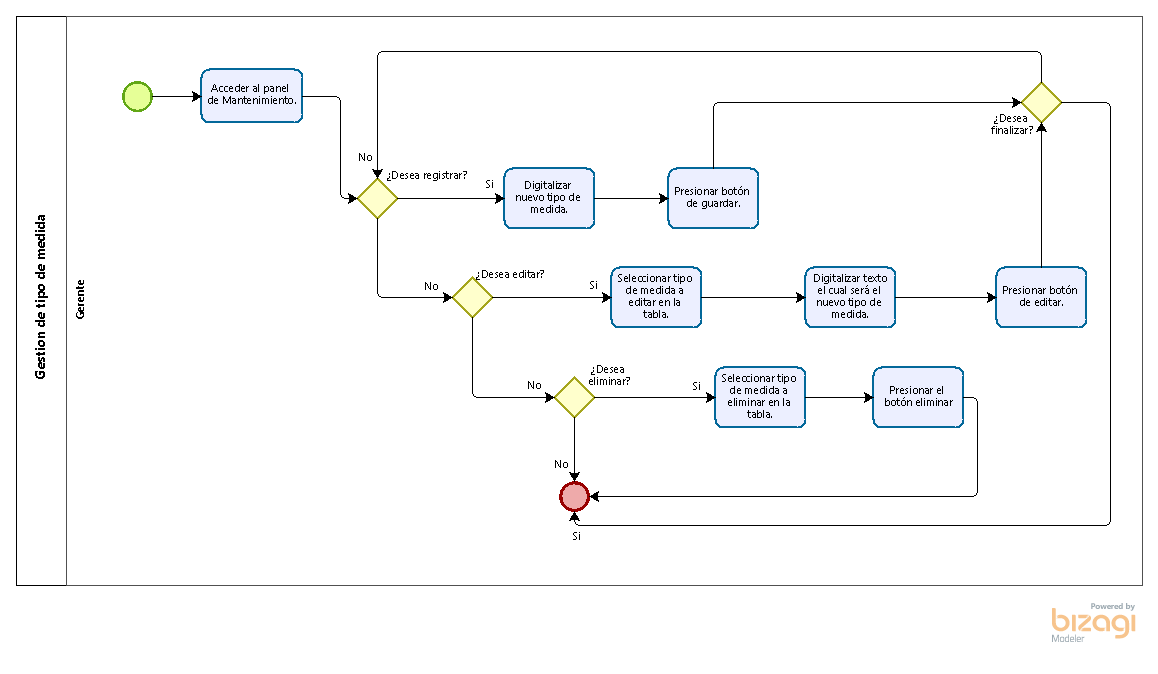 Gestion de tipo de medida
Gerente
Acceder al panel
de Mantenimiento.
No
¿Desea registrar?
Si
Digitalizar
nuevo tipo de
medida.
Presionar botón
de guardar.
¿Desea
finalizar?
No
¿Desea editar?
Si
Seleccionar tipo
de medida a
editar en la
tabla.
Digitalizar texto
el cual será el
nuevo tipo de
medida.
Presionar botón
de editar.
No
¿Desea
eliminar?
Si
Seleccionar tipo
de medida a
eliminar en la
tabla.
Presionar el
botón eliminar
No
Si
Powered by
bizagi
Modeler